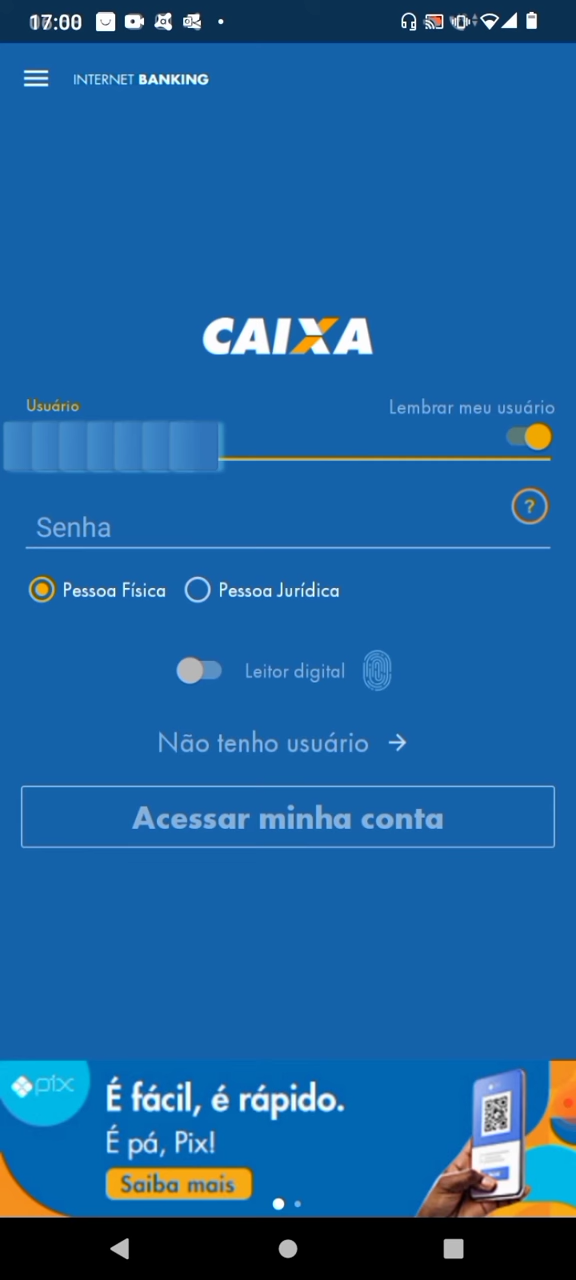 17:00
INTERNET BANKING
CAIXA
Usuário
Lembrar meu usuário
Senha
?
Pessoa Física
Pessoa Jurídica
Leitor digital
Não tenho usuário →
Acessar minha conta
pix
É fácil, é rápido.
É pá, Pix!
Saiba mais